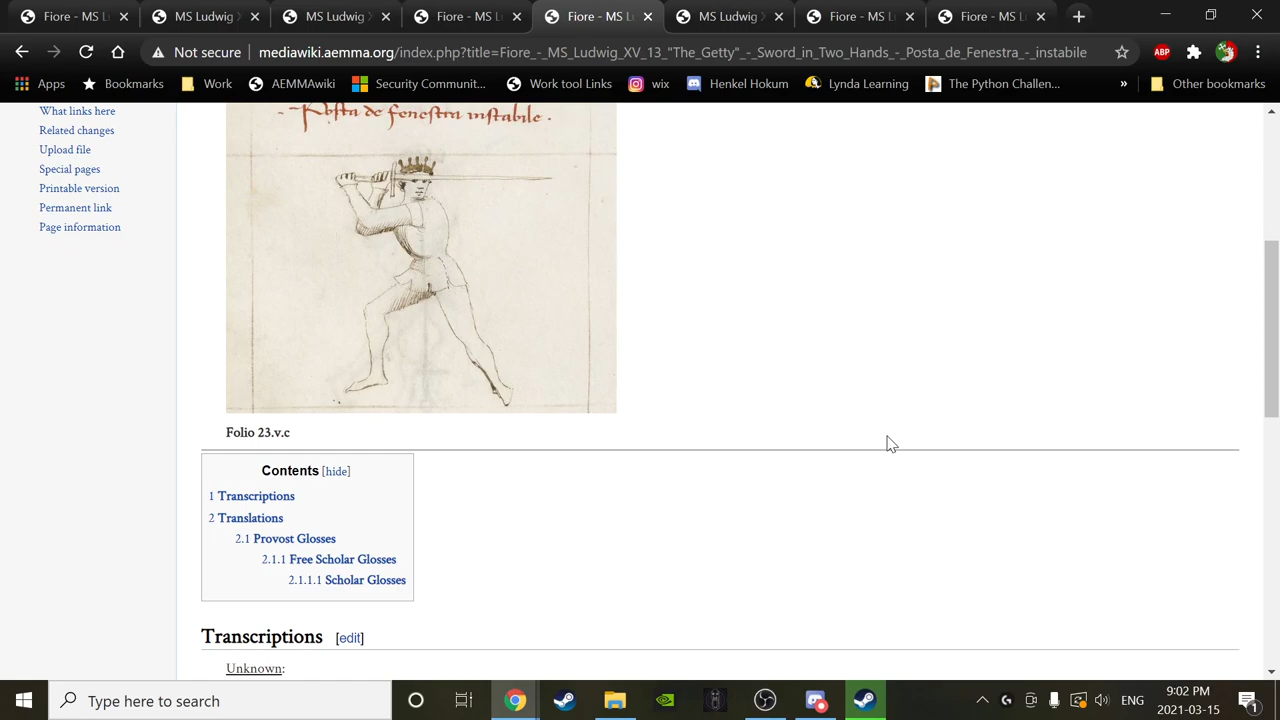 Fiore - MS L
MS Ludwig X
MS Ludwig X
Fiore - MS L
Fiore - MS L
MS Ludwig X
Fiore - MS L
Fiore - MS L
Not secure
mediawiki.aemma.org/index.php?title=Fiore_-_MS_Ludwig_XV_13_"The_Getty"_-_Sword_in_Two_Hands_-_Posta_de_Fenestra_-_instabile
ABP
Apps
Bookmarks
Work
AEMMAwiki
Security Communit...
Work tool Links
wix
Henkel Hokum
Lynda Learning
The Python Challen...
»
Other bookmarks
What links here
Related changes
Upload file
Special pages
Printable version
Permanent link
Page information
- Posta de fenestra instabile .
Folio 23.v.c
Contents [hide]
1 Transcriptions
2 Translations
2.1 Provost Glosses
2.1.1 Free Scholar Glosses
2.1.1.1 Scholar Glosses
Transcriptions [edit]
Unknown:
Type here to search
ENG
9:02 PM
2021-03-15
1